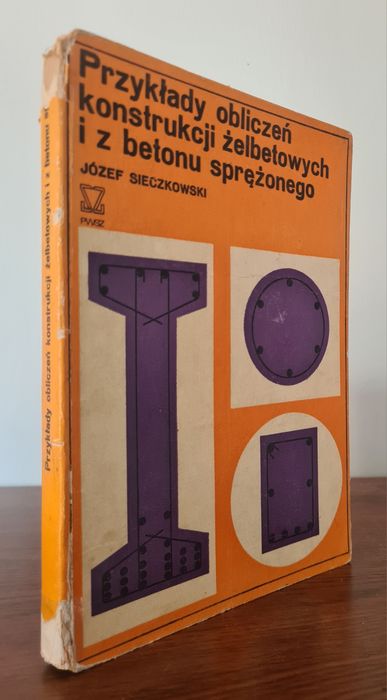 Przykłady obliczeń
konstrukcji żelbetowych
i z betonu sprężonego
JÓZEF SIECZKOWSKI
PWSZ
Przykłady obliczeń konstrukcji żelbetowych i z betonu